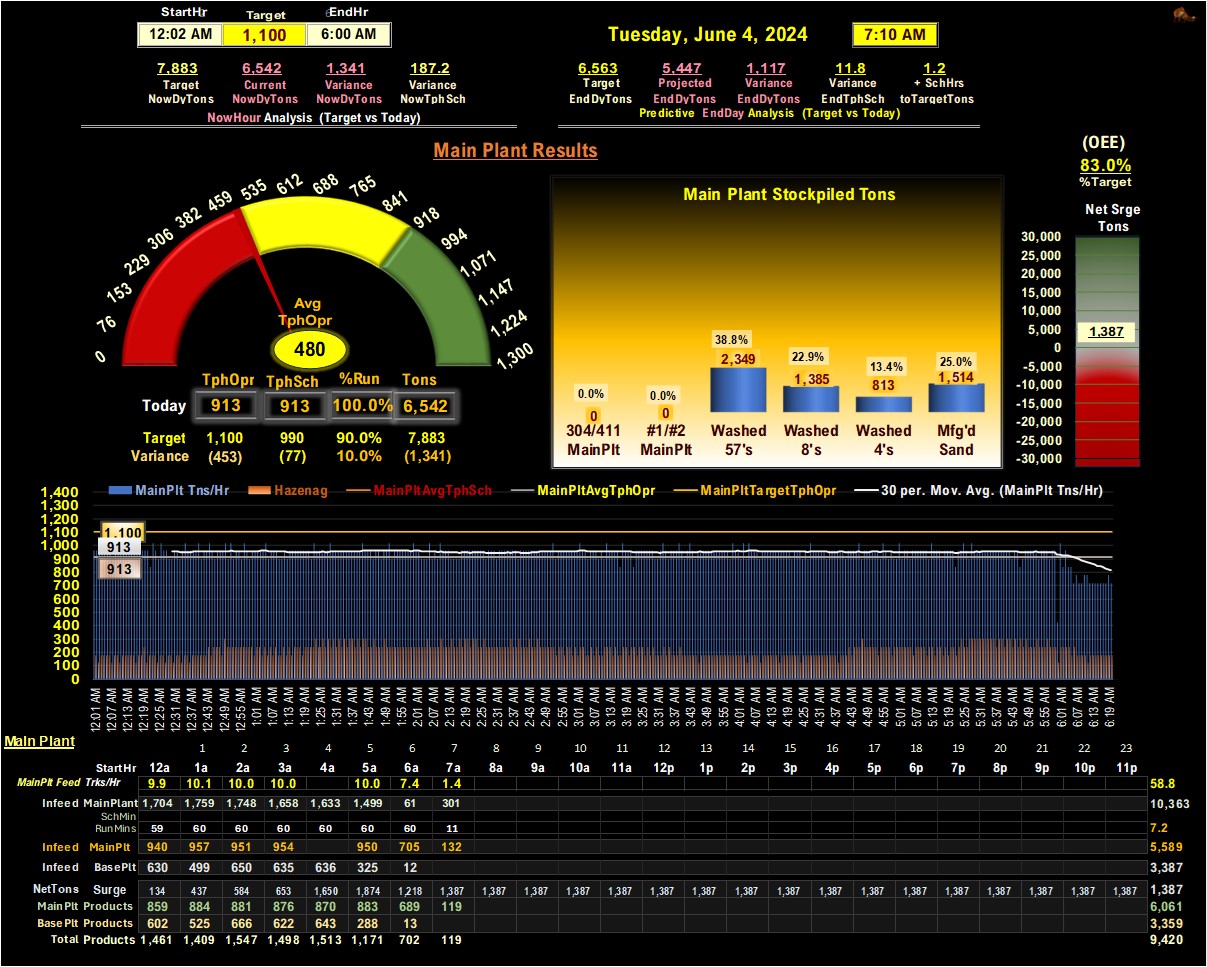 StartHr Target EndHr
12:02 AM 1,100 6:00 AM
Tuesday, June 4, 2024 7:10 AM
7,883 6,542 1,341 187.2
Target Current Variance Variance
NowDyTons NowDyTons NowDyTons NowTphSch
NowHour Analysis (Target vs Today)
6,563 5,447 1,117 11.8 1.2
Target Projected Variance Variance + SchHrs
EndDyTons EndDyTons EndDyTons EndTphSch toTargetTons
Predictive EndDay Analysis (Target vs Today)
Main Plant Results
(OEE)
83.0%
%Target
Net Srge
Tons
30,000
25,000
20,000
15,000
10,000
5,000
0
-5,000
-10,000
-15,000
-20,000
-25,000
-30,000
1,387
0 76 153 229 306 382 459 535 612 688 765 841 918 994 1,071 1,147 1,224 1,300
Avg
TphOpr
480
TphOpr TphSch %Run Tons
Today 913 913 100.0% 6,542
Target 1,100 990 90.0% 7,883
Variance (453) (77) 10.0% (1,341)
Main Plant Stockpiled Tons
0.0% 0.0% 38.8% 22.9% 13.4% 25.0%
0 0 2,349 1,385 813 1,514
304/411 #1/#2 Washed Washed Washed Mfg'd
MainPlt MainPlt 57's 8's 4's Sand
MainPlt Tns/Hr Hazenag MainPltAvgTphSch MainPltAvgTphOpr MainPltTargetTphOpr 30 per. Mov. Avg. (MainPlt Tns/Hr)
1,400
1,300
1,200
1,100
1,000
900
800
700
600
500
400
300
200
100
0
1,100
913
913
12:01 AM 12:07 AM 12:13 AM 12:19 AM 12:25 AM 12:31 AM 12:37 AM 12:43 AM 12:49 AM 12:55 AM 1:01 AM 1:07 AM 1:13 AM 1:19 AM 1:25 AM 1:31 AM 1:37 AM 1:43 AM 1:49 AM 1:55 AM 2:01 AM 2:07 AM 2:13 AM 2:19 AM 2:25 AM 2:31 AM 2:37 AM 2:43 AM 2:49 AM 2:55 AM 3:01 AM 3:07 AM 3:13 AM 3:19 AM 3:25 AM 3:31 AM 3:37 AM 3:43 AM 3:49 AM 3:55 AM 4:01 AM 4:07 AM 4:13 AM 4:19 AM 4:25 AM 4:31 AM 4:37 AM 4:43 AM 4:49 AM 4:55 AM 5:01 AM 5:07 AM 5:13 AM 5:19 AM 5:25 AM 5:31 AM 5:37 AM 5:43 AM 5:49 AM 5:55 AM 6:01 AM 6:07 AM 6:13 AM 6:19 AM
Main Plant
1 2 3 4 5 6 7 8 9 10 11 12 13 14 15 16 17 18 19 20 21 22 23
StartHr 12a 1a 2a 3a 4a 5a 6a 7a 8a 9a 10a 11a 12p 1p 2p 3p 4p 5p 6p 7p 8p 9p 10p 11p
MainPlt Feed Trks/Hr 9.9 10.1 10.0 10.0 10.0 7.4 1.4 58.8
Infeed MainPlant 1,704 1,759 1,748 1,658 1,633 1,499 61 301 10,363
SchMin
RunMins 59 60 60 60 60 60 60 11 7.2
Infeed MainPlt 940 957 951 954 950 705 132 5,589
Infeed BasePlt 630 499 650 635 636 325 12 3,387
NetTons Surge 134 437 584 653 1,650 1,874 1,218 1,387 1,387 1,387 1,387 1,387 1,387 1,387 1,387 1,387 1,387 1,387 1,387 1,387 1,387 1,387 1,387 1,387 1,387
MainPlt Products 859 884 881 876 870 883 689 119 6,061
BasePlt Products 602 525 666 622 643 288 13 3,359
Total Products 1,461 1,409 1,547 1,498 1,513 1,171 702 119 9,420